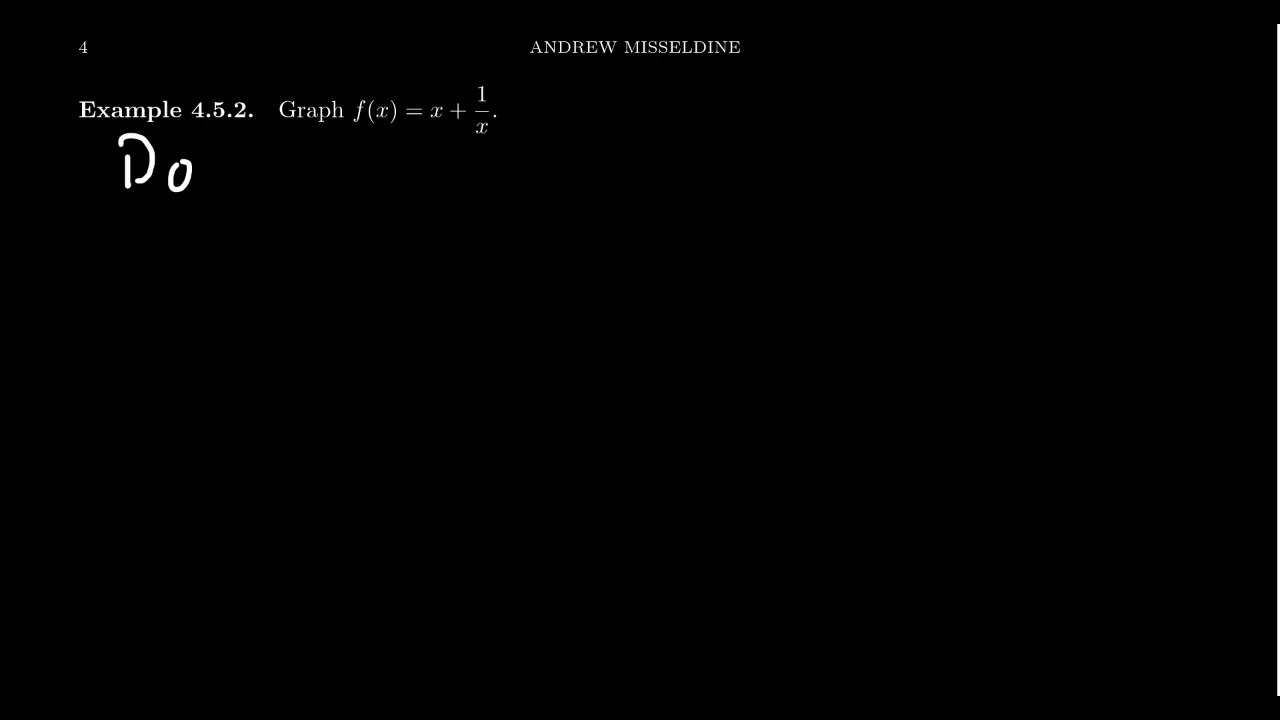 4 ANDREW MISSELDINE
Example 4.5.2. Graph f(x) = x + 1/x.
Do